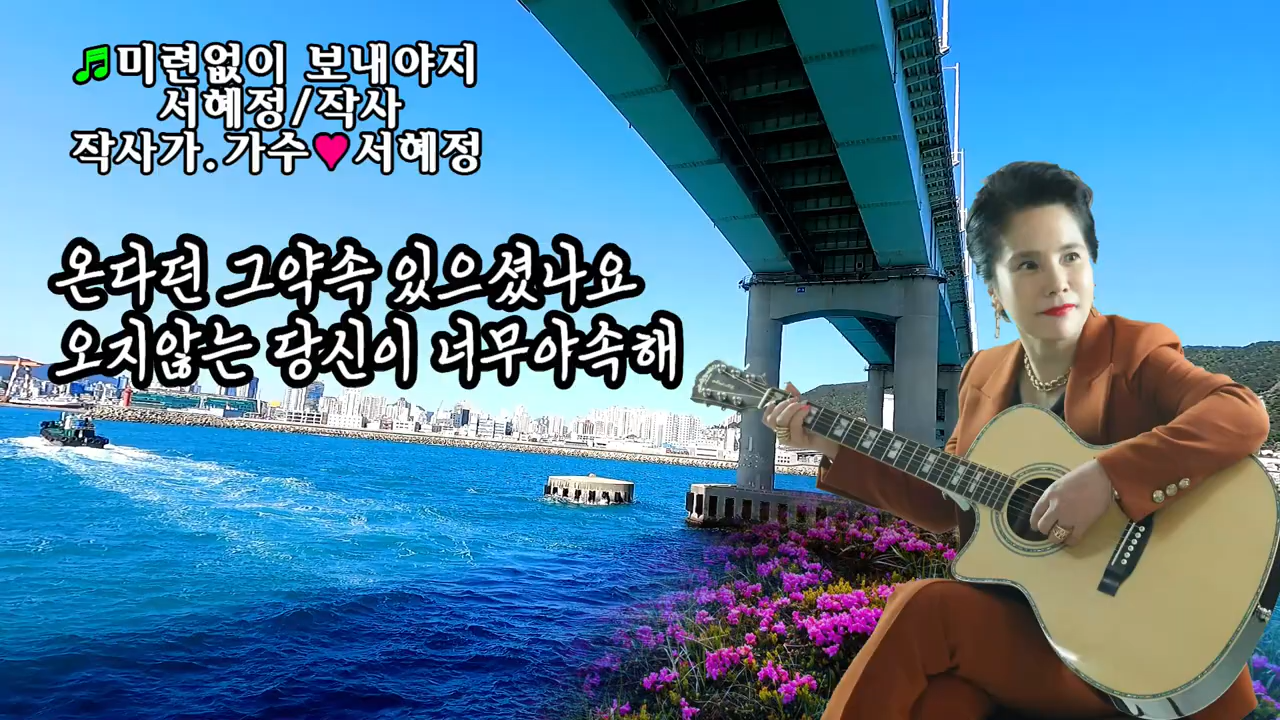 🎵미련없이 보내야지
서혜정/작사
작사가.가수♥서혜정
온다던 그약속 있으셨나요
오지않는 당신이 너무야속해